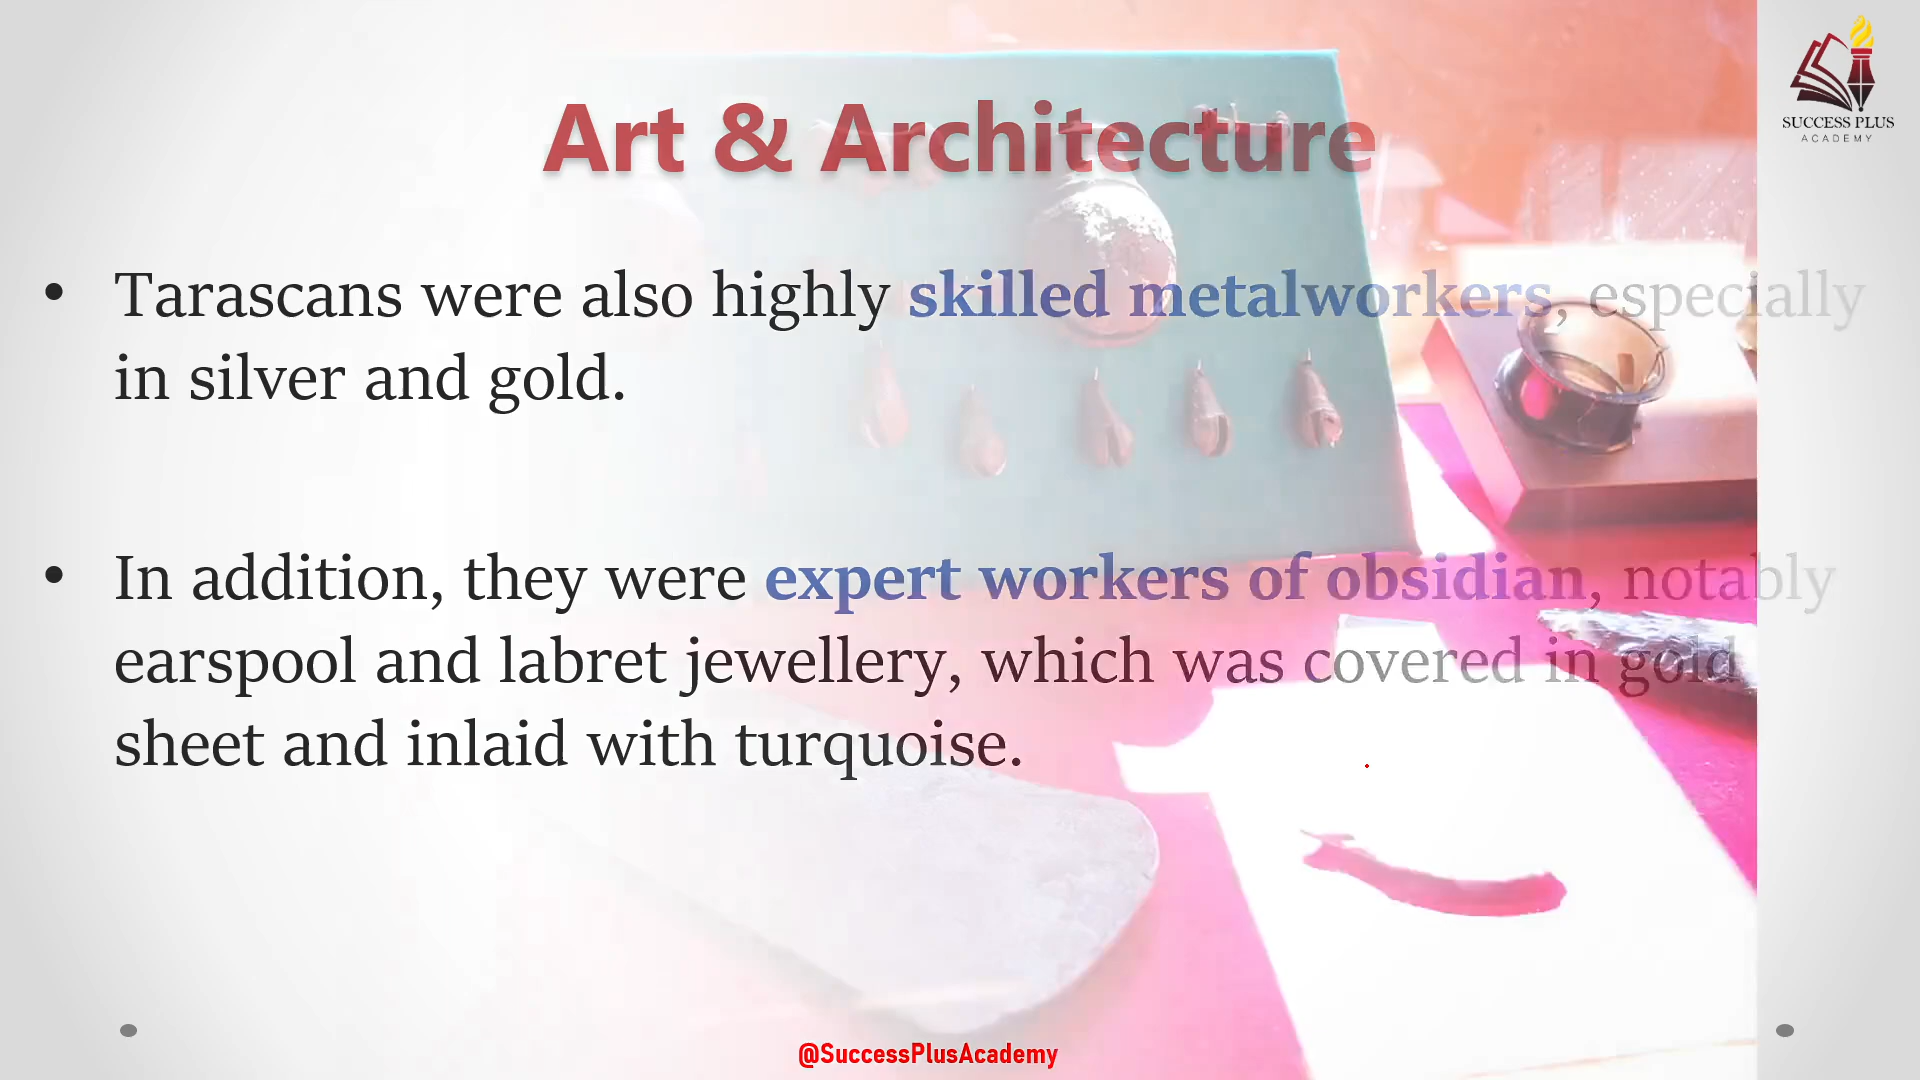 SUCCESS PLUS
ACADEMY
Art & Architecture
• Tarascans were also highly skilled metalworkers, especially
in silver and gold.
• In addition, they were expert workers of obsidian, notably
earspool and labret jewellery, which was covered in gold
sheet and inlaid with turquoise.
@SuccessPlusAcademy